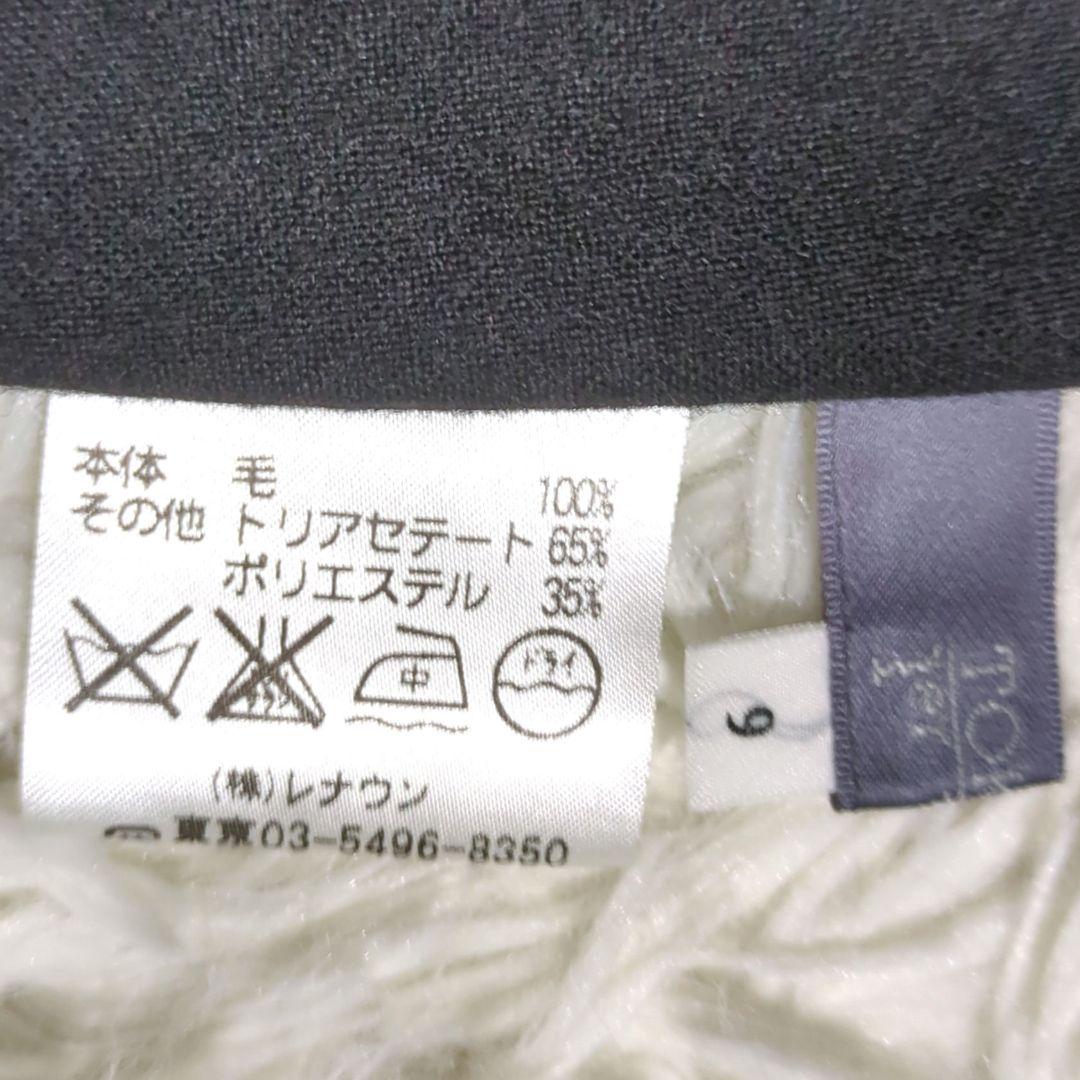 本体 毛 100%
その他 トリアセテート 65%
ポリエステル 35%
中
ドライ
(株)レナウン
東京03-5496-8350
9